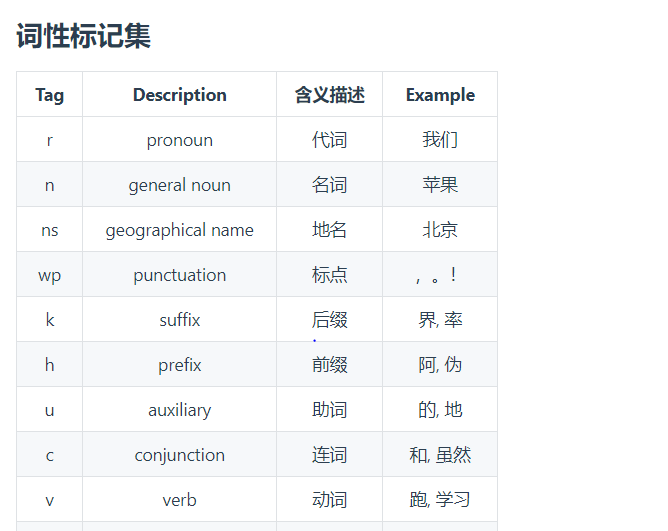 词性标记集
Tag Description 含义描述 Example
r pronoun 代词 我们
n general noun 名词 苹果
ns geographical name 地名 北京
wp punctuation 标点 ，。！
k suffix 后缀 界, 率
h prefix 前缀 阿, 伪
u auxiliary 助词 的, 地
c conjunction 连词 和, 虽然
v verb 动词 跑, 学习